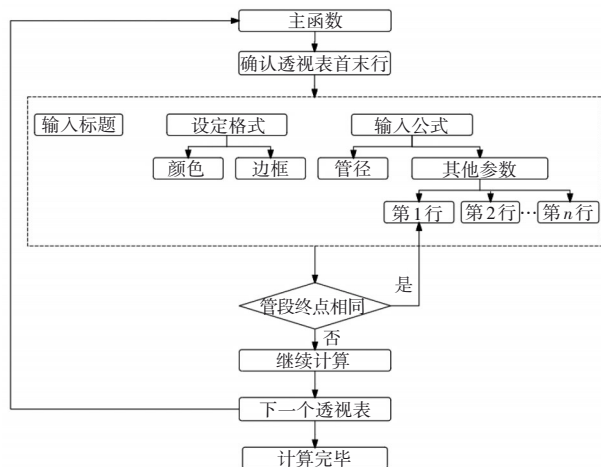 主函数
确认透视表首末行
输入标题
设定格式
输入公式
颜色
边框
管径
其他参数
第1行
第2行
…
第n行
管段终点相同
是
否
继续计算
下一个透视表
计算完毕